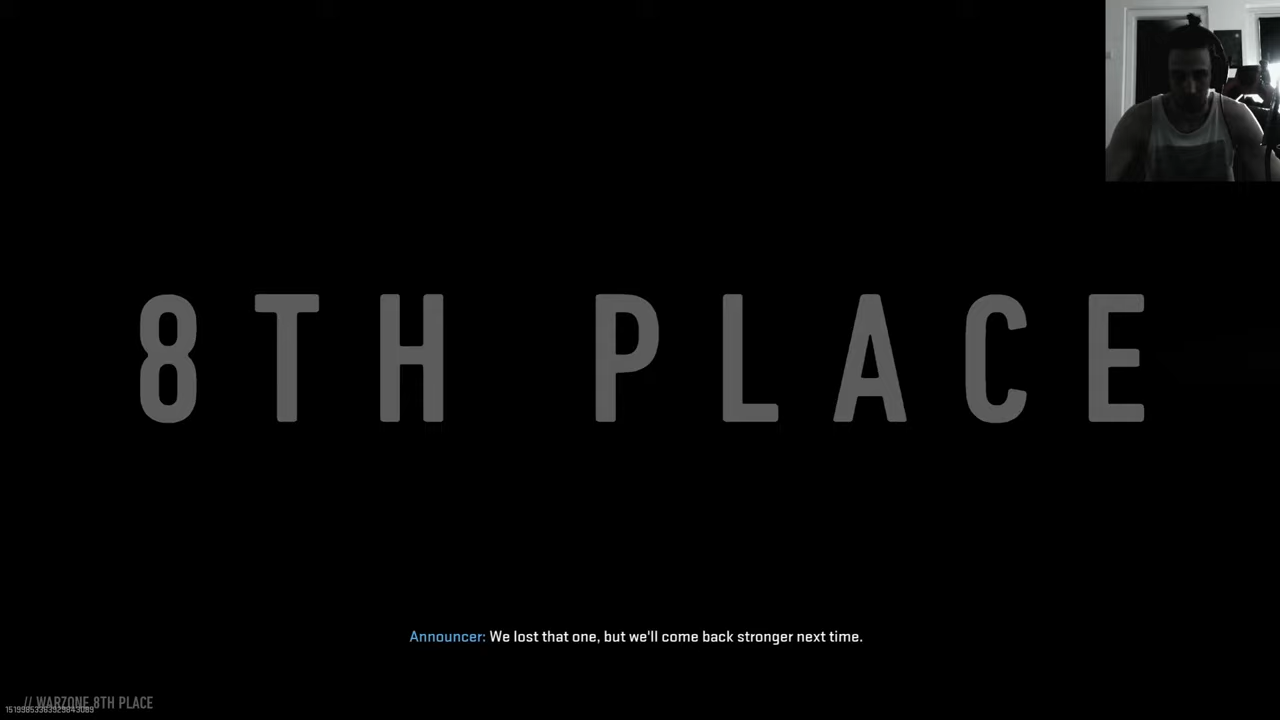 8TH PLACE
Announcer: We lost that one, but we'll come back stronger next time.
// WARZONE 8TH PLACE